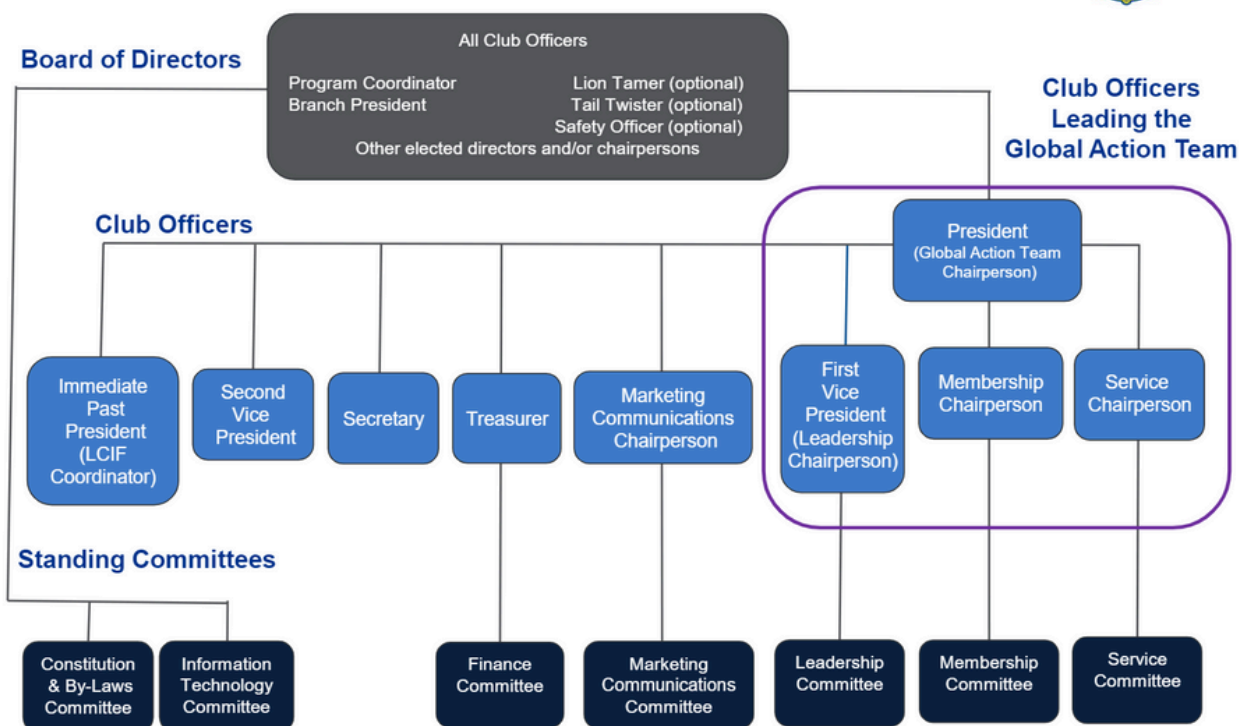 Board of Directors
All Club Officers
Program Coordinator
Branch President
Lion Tamer (optional)
Tail Twister (optional)
Safety Officer (optional)
Other elected directors and/or chairpersons
Club Officers
Leading the
Global Action Team
Club Officers
President
(Global Action Team
Chairperson)
Immediate
Past
President
(LCIF
Coordinator)
Second
Vice
President
Secretary
Treasurer
Marketing
Communications
Chairperson
First
Vice
President
(Leadership
Chairperson)
Membership
Chairperson
Service
Chairperson
Standing Committees
Constitution
& By-Laws
Committee
Information
Technology
Committee
Finance
Committee
Marketing
Communications
Committee
Leadership
Committee
Membership
Committee
Service
Committee